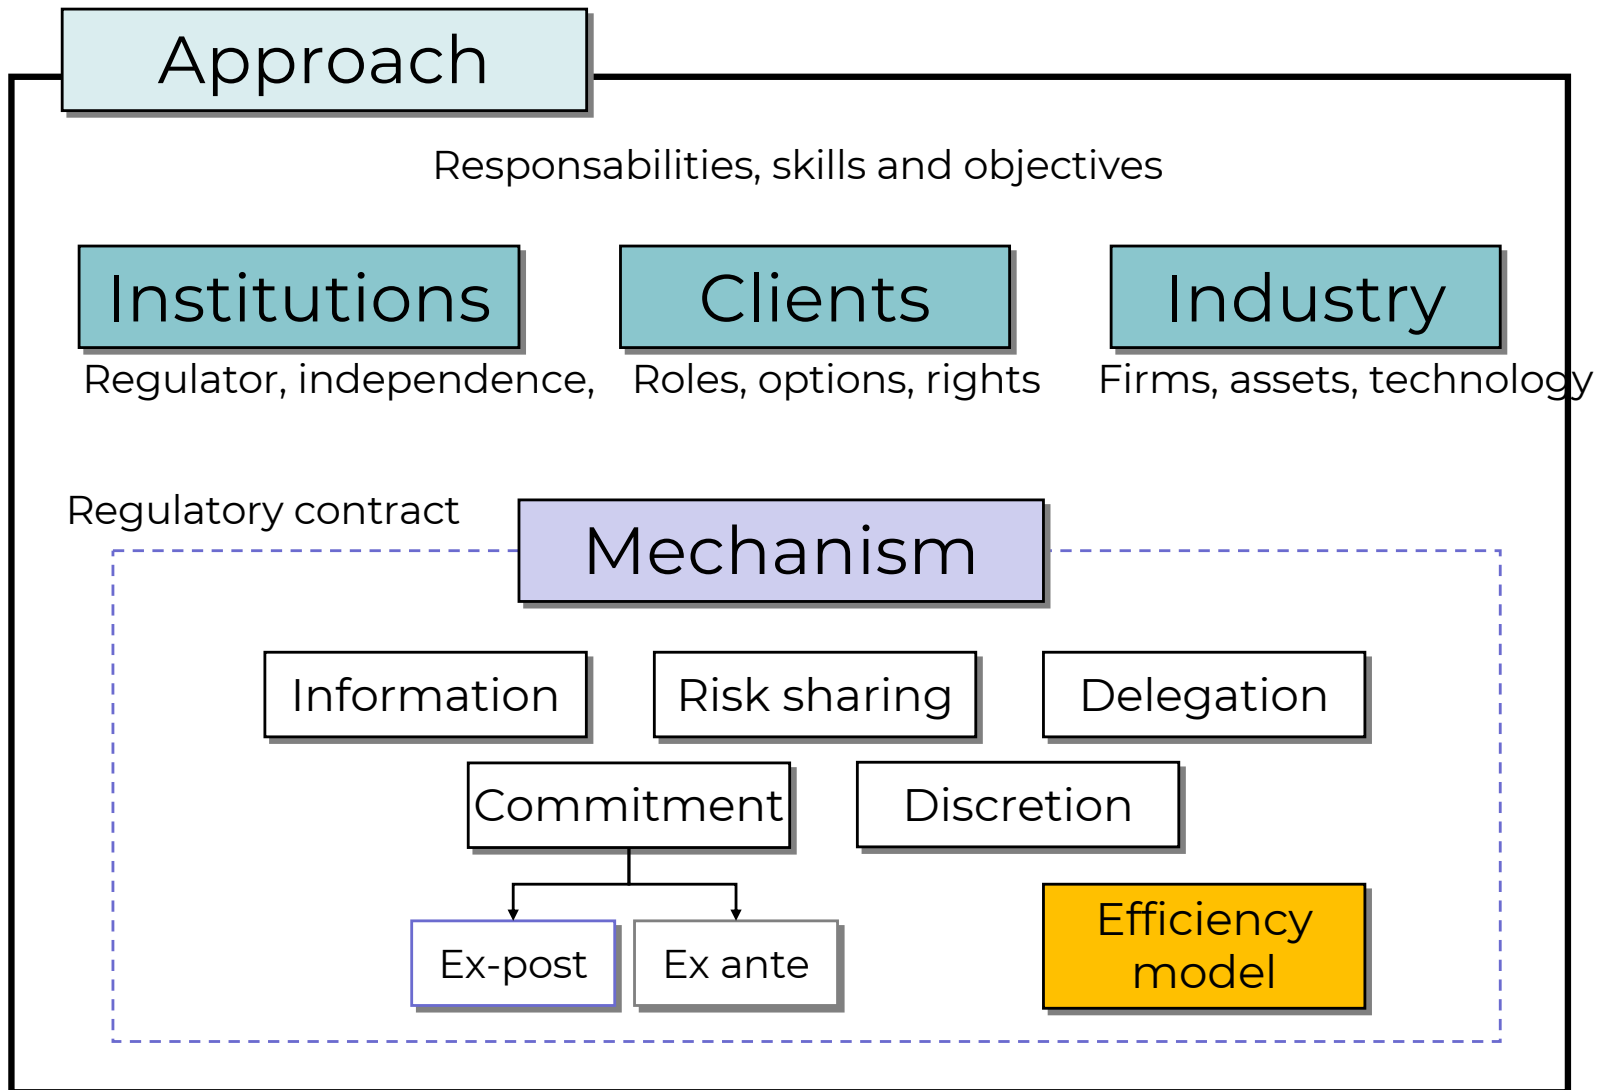 Approach
Responsabilities, skills and objectives
Institutions
Clients
Industry
Regulator, independence,
Roles, options, rights
Firms, assets, technology
Regulatory contract
Mechanism
Information
Risk sharing
Delegation
Commitment
Discretion
Ex-post
Ex ante
Efficiency
model